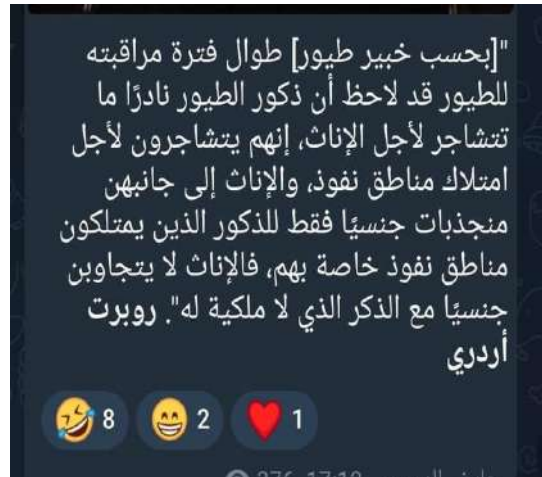 "[بحسب خبير طيور] طوال فترة مراقبته
للطيور قد لاحظ أن ذكور الطيور نادرًا ما
تتشاجر لأجل الإناث، إنهم يتشاجرون لأجل
امتلاك مناطق نفوذ، والإناث إلى جانبهن
منجذبات جنسيًا فقط للذكور الذين يمتلكون
مناطق نفوذ خاصة بهم، فالإناث لا يتجاوبن
جنسيًا مع الذكر الذي لا ملكية له". روبرت
أردري
8 2 1